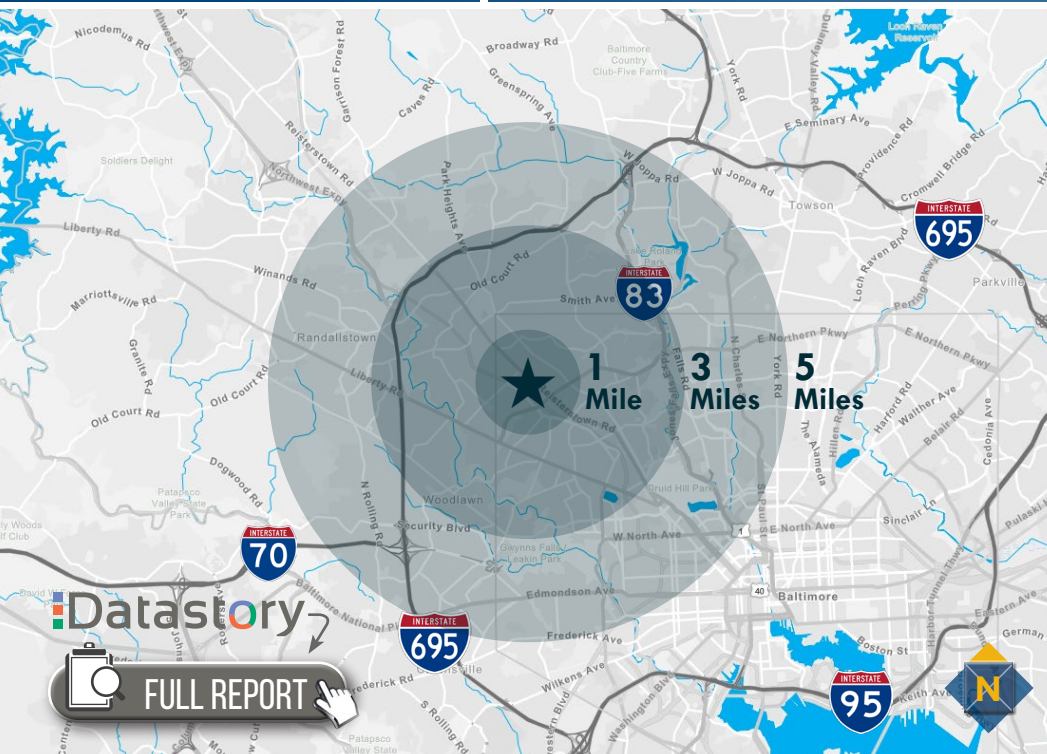 Nicodemus Rd
Northwest Expy
Garrison Forest Rd
Broadway Rd
Baltimore
Country
Club-Five Farms
York Rd
Dulaney Valley Rd
Loch Raven
Reservoir
Caves Rd
Greenspring Ave
E Seminary Ave
Providence Rd
Cromwell Bridge Rd
Reisterstown Rd
Soldiers Delight
Northwest Expy
Park Heights Ave
W Joppa Rd
W Joppa Rd
Towson
INTERSTATE
695
Rd
Liberty Rd
Winands Rd
Old Court Rd
Lake Roland
Park
Loch Raven Blvd
Perring Pkwy
Parkville
INTERSTATE
83
Smith Ave
Marriottsville Rd
Randallstown
E Northern Pkwy
E Northern Pkwy
Granite Rd
Old Court Rd
Liberty Rd
1
Mile
Falls Rd
3
Miles
N Charles
York Rd
5
Miles
Reisterstown Rd
Old Court Rd
Harford Rd
Walther Ave
Belair Rd
Cedonia Ave
Hillen Rd
The Alameda
Dogwood Rd
Patapsco
Valley State
Park
N Rolling Rd
Woodlawn
Druid Hill Park
St Paul St
Sinclair Ln
Pulaski
Security Blvd
W North Ave
1
E North Ave
INTERSTATE
70
Gwynns Falls/
Leakin Park
Harbor Tunnel Thwy
Edmondson Ave
40
Baltimore
Eastern Ave
Baltimore National Pi
Datastory
INTERSTATE
695
Frederick Ave
Boston St
German
FULL REPORT
Frederick Rd
Wilkens Ave
Washington Blvd
S Rolling Rd
INTERSTATE
95
Keith Ave
N
Patapsco
Valley State